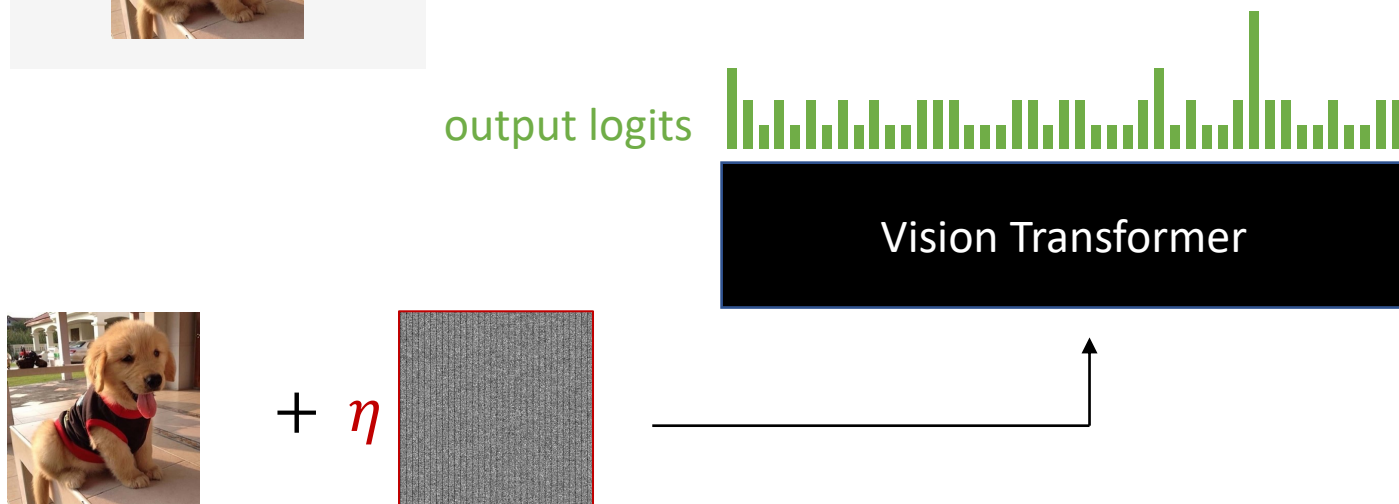 output logits
Vision Transformer
+ η